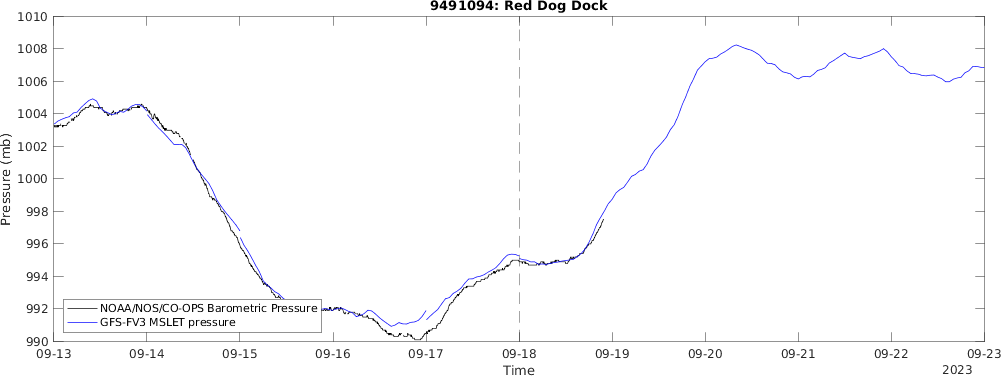 9491094: Red Dog Dock
1010
1008
1006
1004
1002
1000
998
996
994
992
990
Pressure (mb)
NOAA/NOS/CO-OPS Barometric Pressure
GFS-FV3 MSLET pressure
09-13 09-14 09-15 09-16 09-17 09-18 09-19 09-20 09-21 09-22 09-23
Time
2023